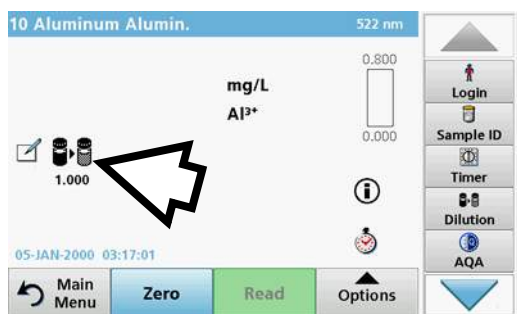 10 Aluminum Alumin.
522 nm
0.800
mg/L
Al³⁺
0.000
1.000
05-JAN-2000 03:17:01
Main Menu
Zero
Read
Options
Login
Sample ID
Timer
Dilution
AQA